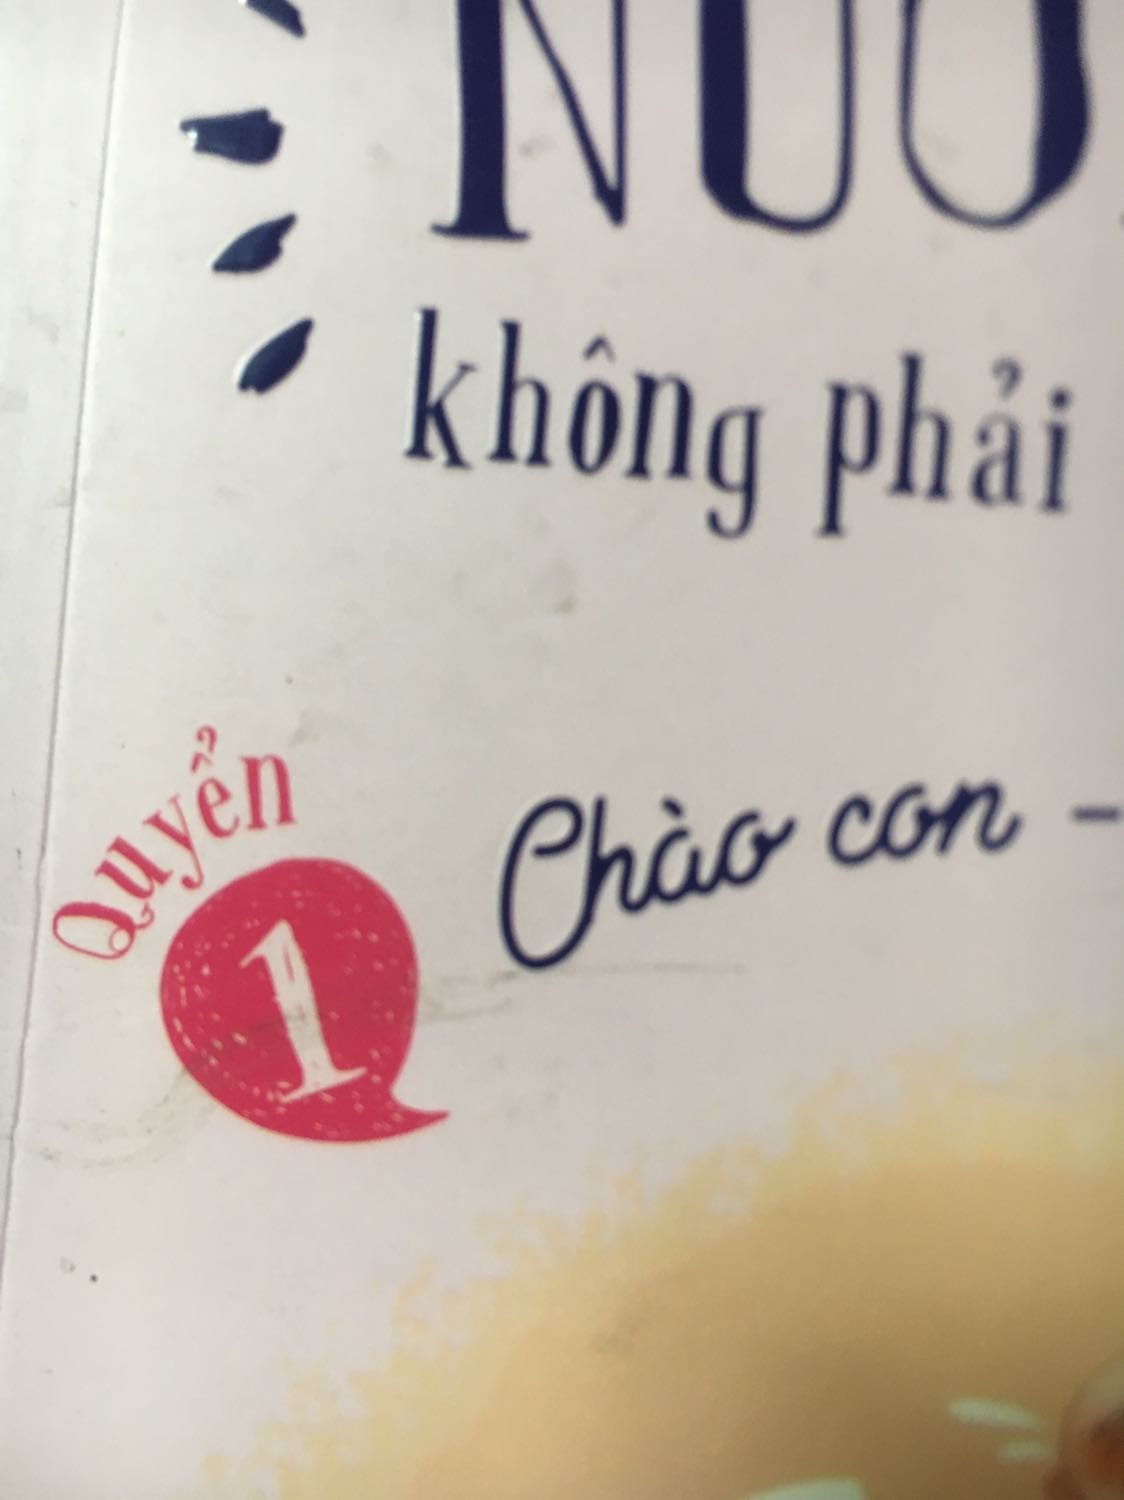 không phải
Quyển
1
Chào con -